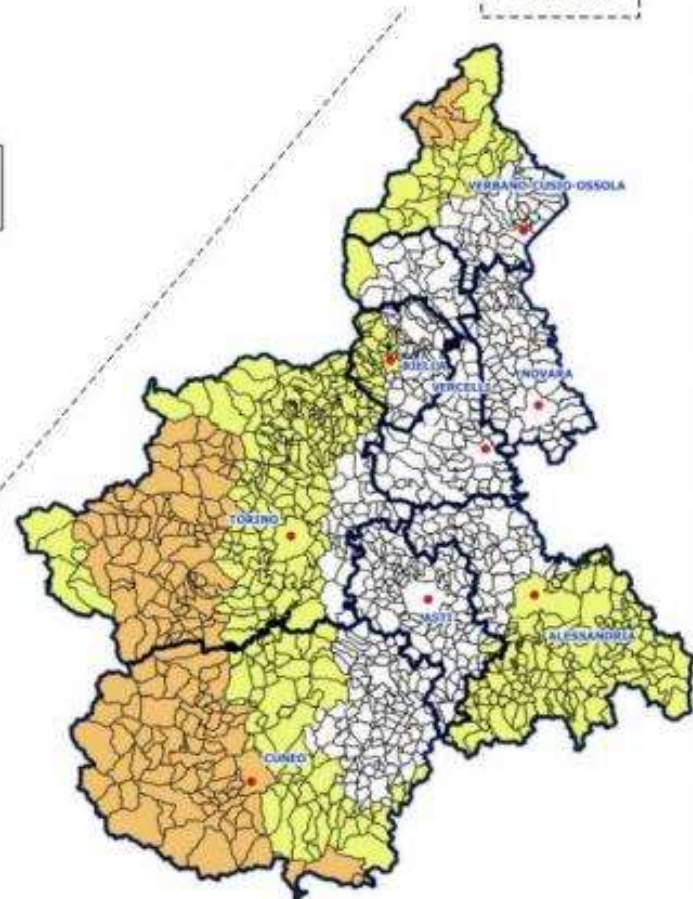 VERBANO-CUSIO-OSSOLA
BIELLA
VERCELLI
NOVARA
TORINO
ASTI
ALESSANDRIA
CUNEO